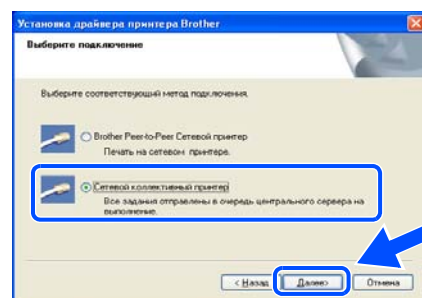 Установка драйвера принтера Brother
Выберите подключение
Выберите соответствующий метод подключения.
Brother Peer-to-Peer Сетевой принтер
Печать на сетевом принтере.
Сетевой коллективный принтер
Все задания отправлены в очередь центрального сервера на
выполнение.
< Назад
Далее>
Отмена